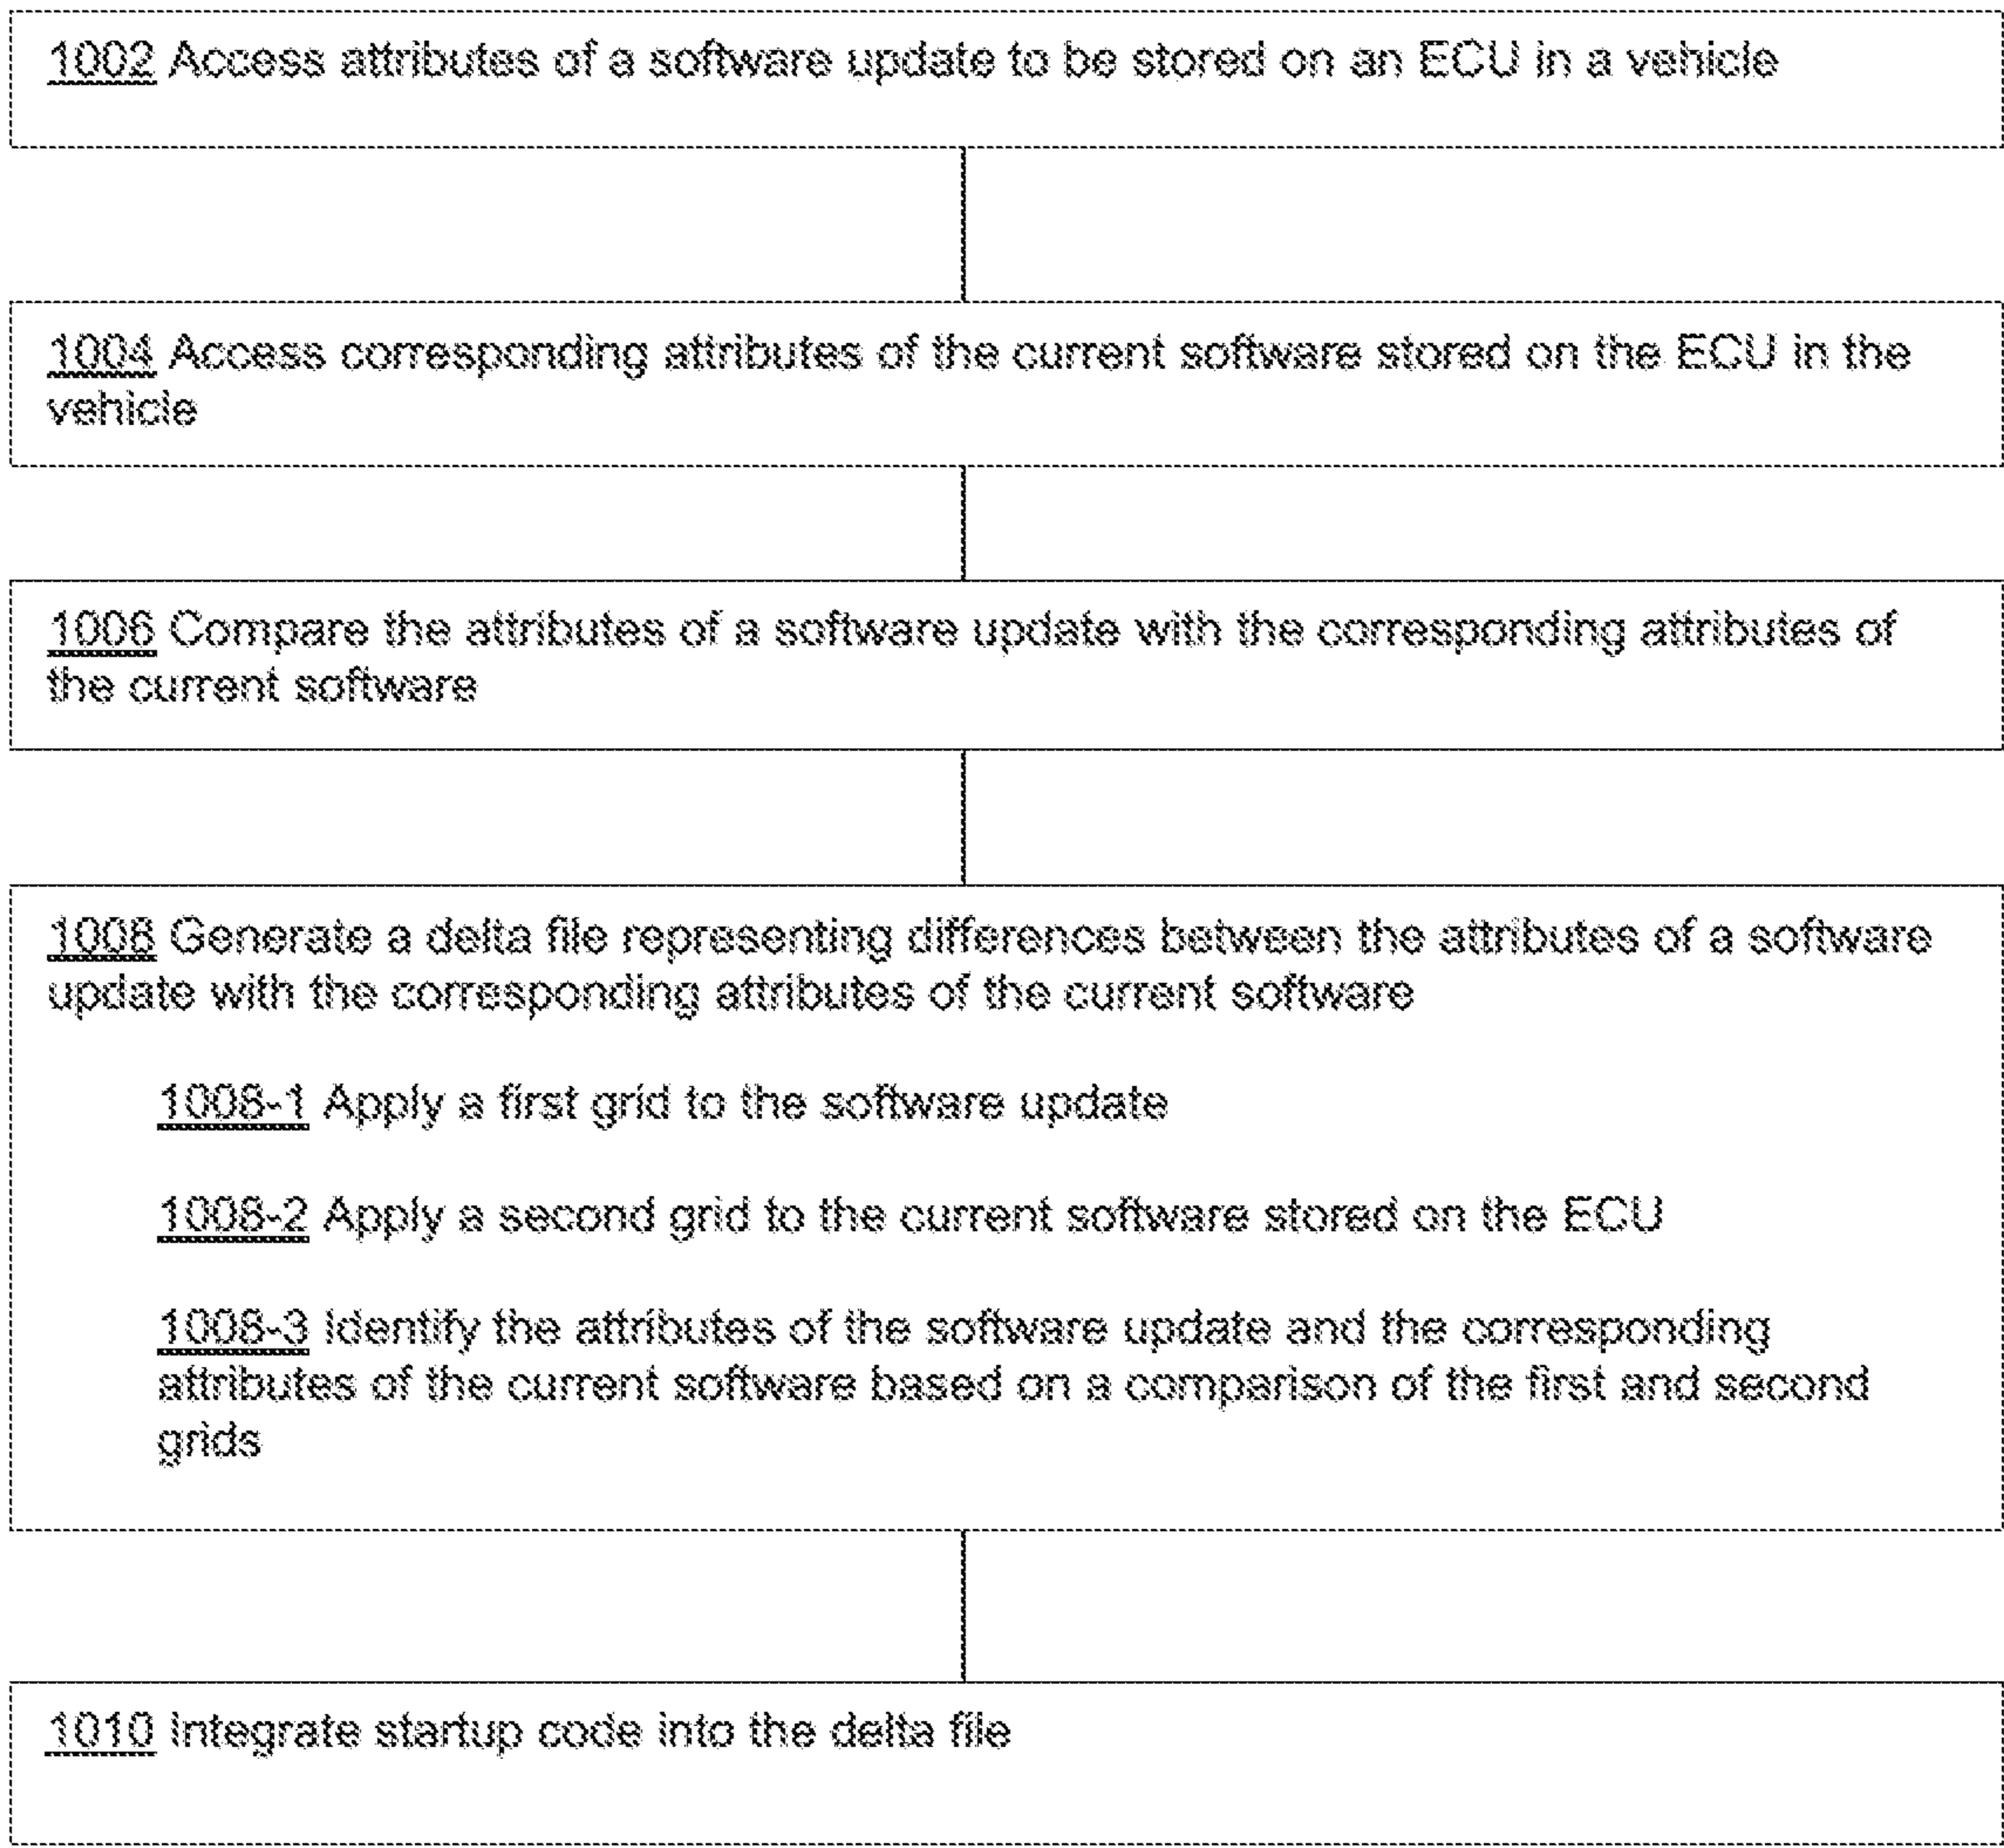 1002 Access attributes of a software update to be stored on an ECU in a vehicle
1004 Access corresponding attributes of the current software stored on the ECU in the
vehicle
1006 Compare the attributes of a software update with the corresponding attributes of
the current software
1008 Generate a delta file representing differences between the attributes of a software
update with the corresponding attributes of the current software
1008-1 Apply a first grid to the software update
1008-2 Apply a second grid to the current software stored on the ECU
1008-3 Identify the attributes of the software update and the corresponding
attributes of the current software based on a comparison of the first and second
grids
1010 Integrate startup code into the delta file